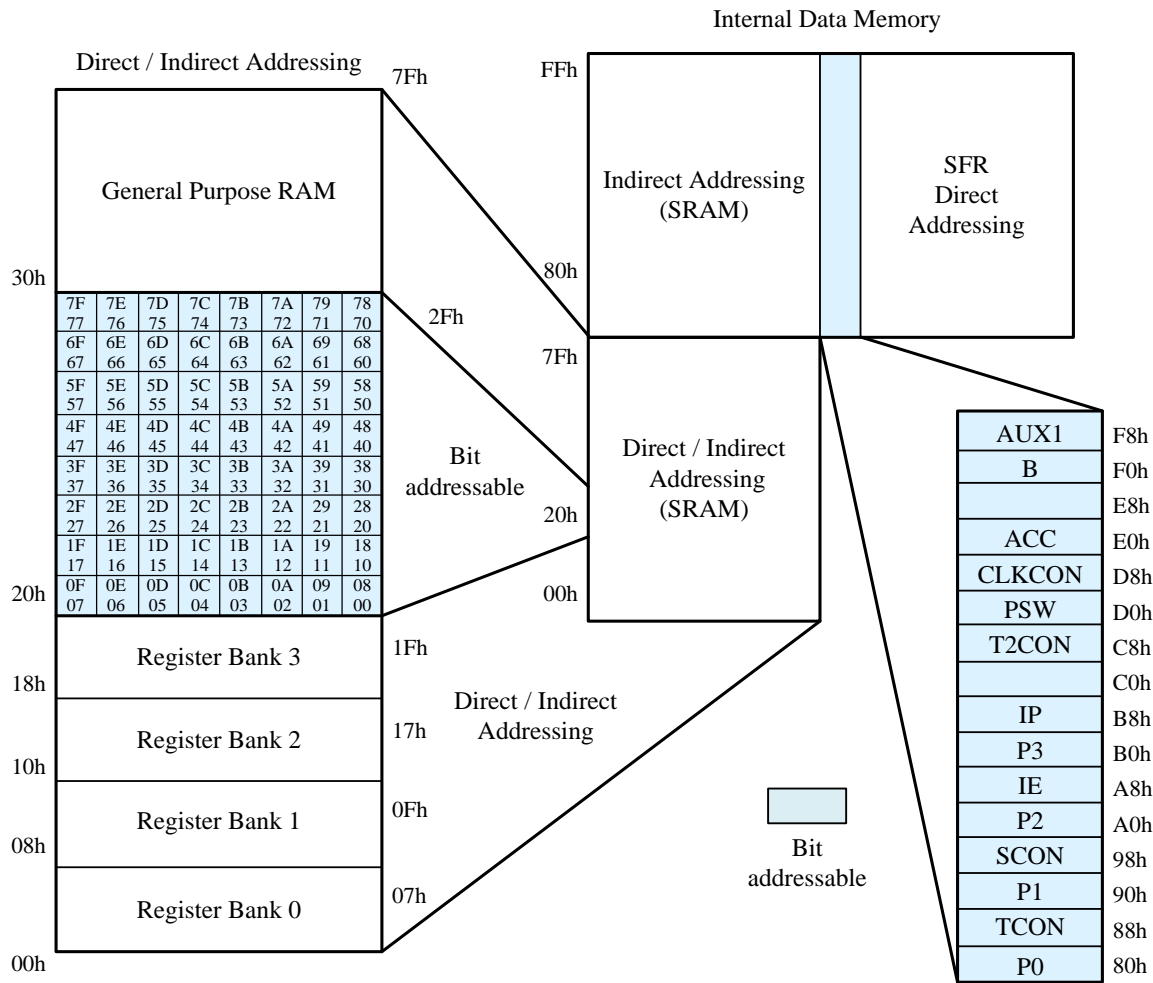 Internal Data Memory
Direct / Indirect Addressing
7Fh
General Purpose RAM
30h
7F 7E 7D 7C 7B 7A 79 78
77 76 75 74 73 72 71 70
6F 6E 6D 6C 6B 6A 69 68
67 66 65 64 63 62 61 60
5F 5E 5D 5C 5B 5A 59 58
57 56 55 54 53 52 51 50
4F 4E 4D 4C 4B 4A 49 48
47 46 45 44 43 42 41 40
3F 3E 3D 3C 3B 3A 39 38
37 36 35 34 33 32 31 30
2F 2E 2D 2C 2B 2A 29 28
27 26 25 24 23 22 21 20
1F 1E 1D 1C 1B 1A 19 18
17 16 15 14 13 12 11 10
0F 0E 0D 0C 0B 0A 09 08
07 06 05 04 03 02 01 00
20h
2Fh
Bit
addressable
Register Bank 3
1Fh
18h
Register Bank 2
17h
10h
Register Bank 1
0Fh
08h
Register Bank 0
07h
00h
Direct / Indirect
Addressing
FFh
Indirect Addressing
(SRAM)
80h
SFR
Direct
Addressing
7Fh
Direct / Indirect
Addressing
(SRAM)
20h
00h
AUX1 F8h
B F0h
E8h
ACC E0h
CLKCON D8h
PSW D0h
T2CON C8h
C0h
IP B8h
P3 B0h
IE A8h
P2 A0h
SCON 98h
P1 90h
TCON 88h
P0 80h
Bit
addressable